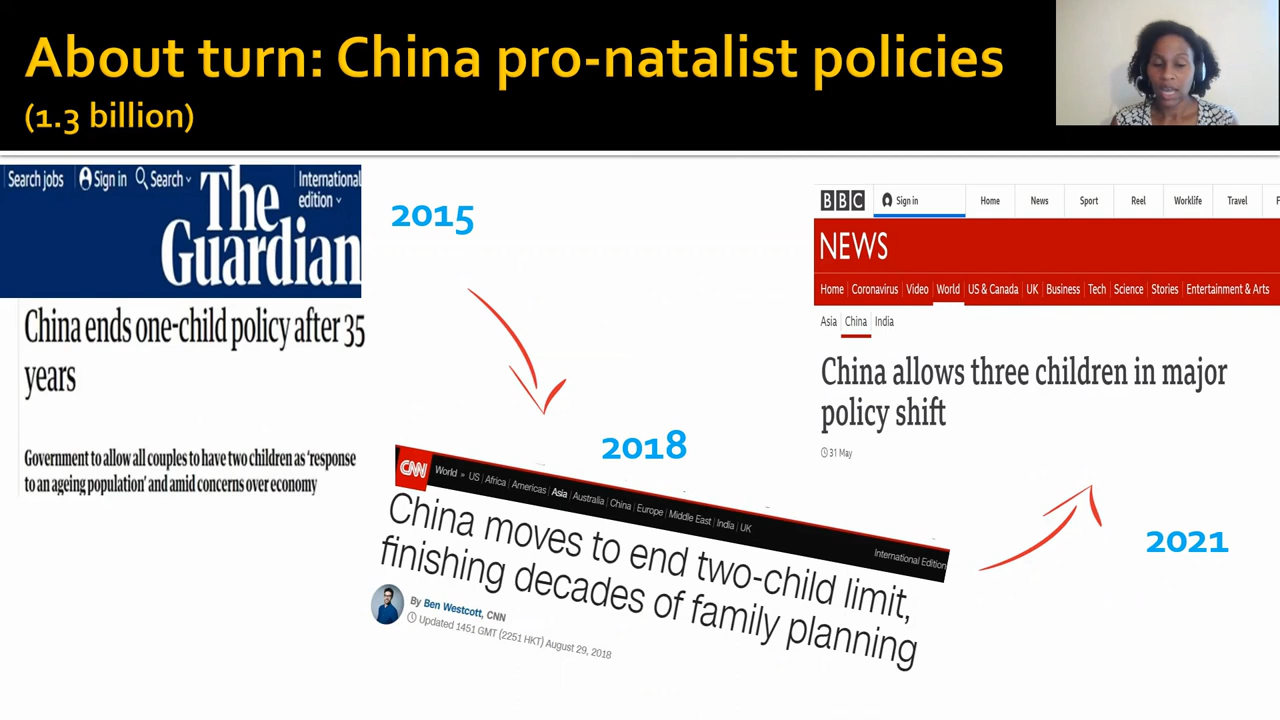 About turn: China pro-natalist policies
(1.3 billion)
Search jobs Sign in Search International
edition
The
Guardian
China ends one-child policy after 35
years
Government to allow all couples to have two children as 'response
to an ageing population' and amid concerns over economy
2015
2018
CNN World » US Africa Americas Asia Australia China Europe Middle East India UK
International Edition
China moves to end two-child limit,
finishing decades of family planning
By Ben Westcott, CNN
Updated 1451 GMT (2251 HKT) August 29, 2018
BBC Sign in Home News Sport Reel Worklife Travel F
NEWS
Home Coronavirus Video World US & Canada UK Business Tech Science Stories Entertainment & Arts
Asia China India
China allows three children in major
policy shift
31 May
2021